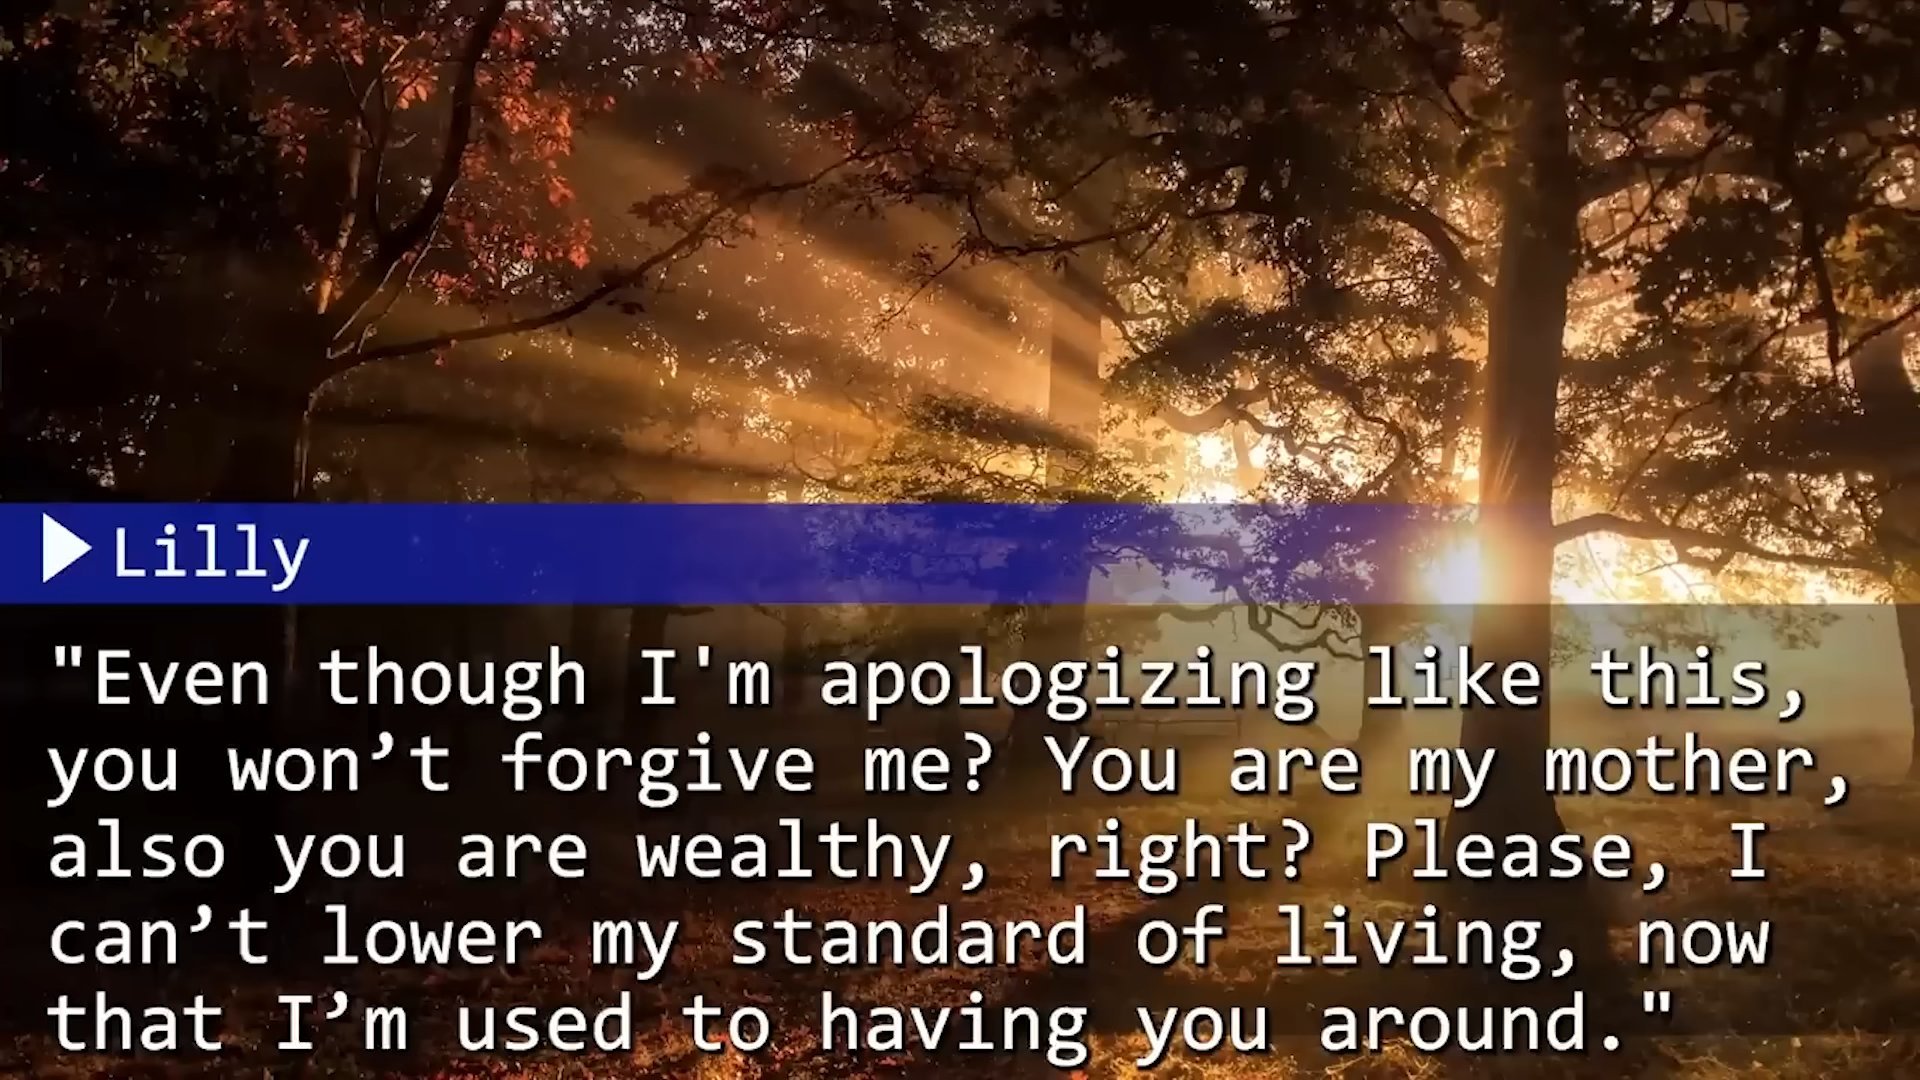 Lilly
"Even though I'm apologizing like this,
you won’t forgive me? You are my mother,
also you are wealthy, right? Please, I
can’t lower my standard of living, now
that I’m used to having you around."